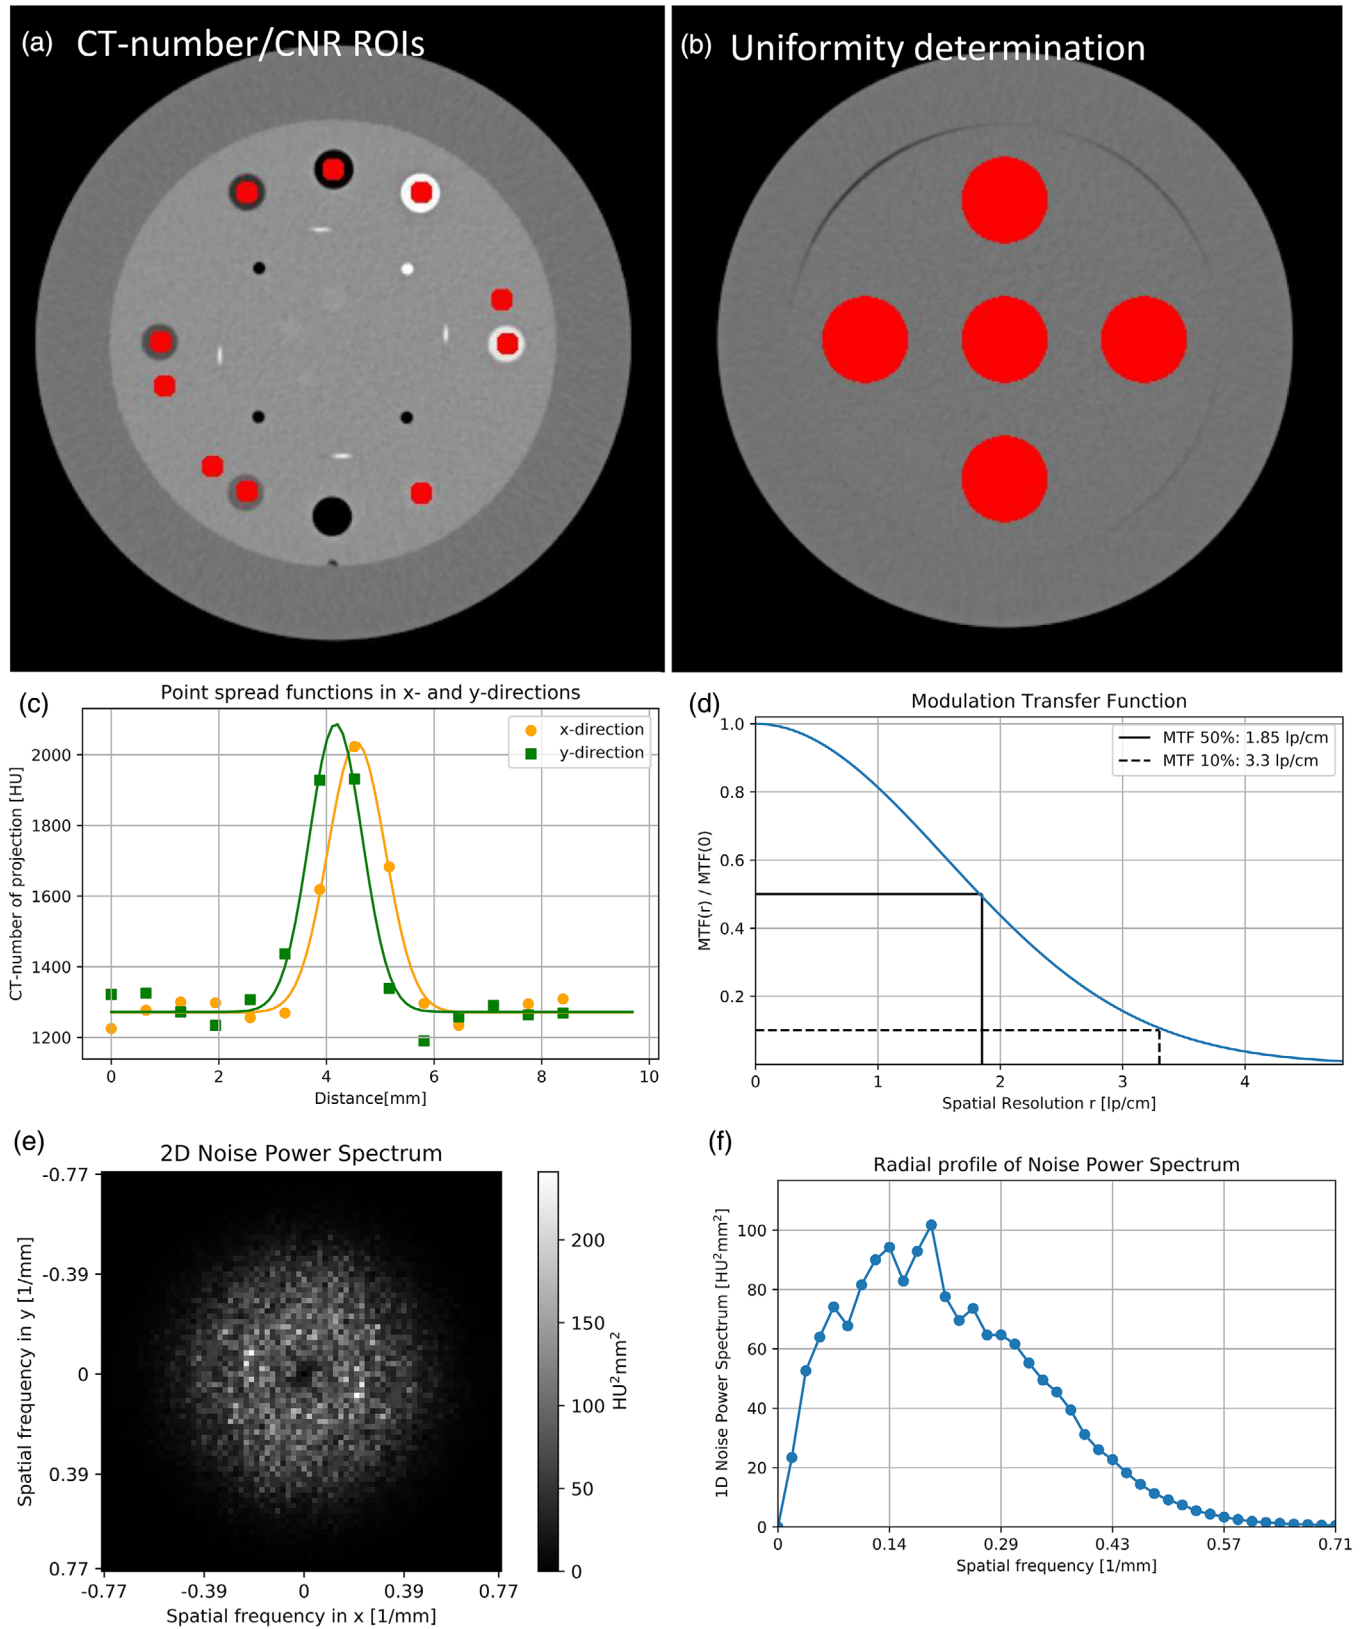 (a) CT-number/CNR ROIs
(b) Uniformity determination
(c) Point spread functions in x- and y-directions
x-direction
y-direction
CT-number of projection [HU]
2000
1800
1600
1400
1200
0 2 4 6 8 10
Distance[mm]
(d) Modulation Transfer Function
MTF 50%: 1.85 lp/cm
MTF 10%: 3.3 lp/cm
MTF(r) / MTF(0)
1.0
0.8
0.6
0.4
0.2
0 1 2 3 4
Spatial Resolution r [lp/cm]
(e)
2D Noise Power Spectrum
Spatial frequency in y [1/mm]
-0.77
-0.39
0
0.39
0.77
-0.77 -0.39 0 0.39 0.77
Spatial frequency in x [1/mm]
200
150
100
50
0
HU²mm²
(f)
Radial profile of Noise Power Spectrum
1D Noise Power Spectrum [HU²mm²]
100
80
60
40
20
0
0 0.14 0.29 0.43 0.57 0.71
Spatial frequency [1/mm]